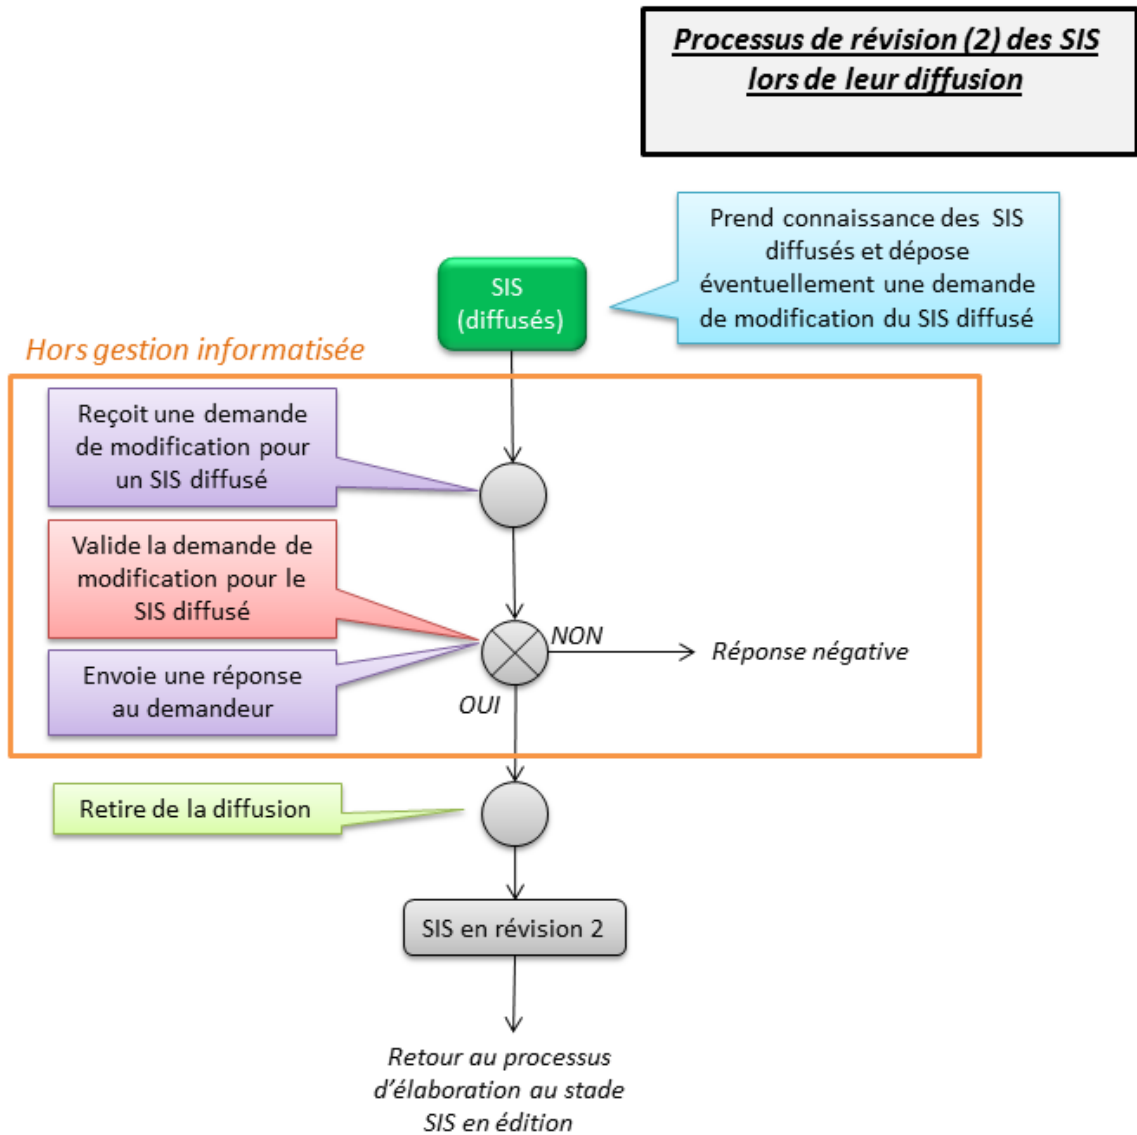 Processus de révision (2) des SIS
lors de leur diffusion
Prend connaissance des SIS
diffusés et dépose
éventuellement une demande
de modification du SIS diffusé
SIS
(diffusés)
Hors gestion informatisée
Reçoit une demande
de modification pour
un SIS diffusé
Valide la demande de
modification pour le
SIS diffusé
NON
Réponse négative
Envoie une réponse
au demandeur
OUI
Retire de la diffusion
SIS en révision 2
Retour au processus
d'élaboration au stade
SIS en édition